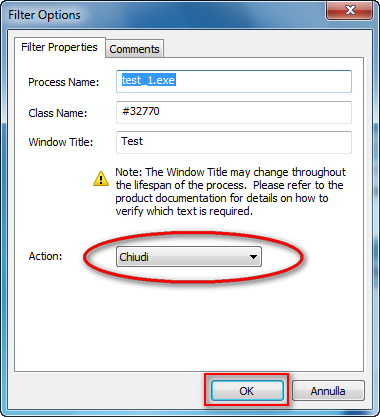 Filter Options
Filter Properties Comments
Process Name: test_1.exe
Class Name: #32770
Window Title: Test
Note: The Window Title may change throughout
the lifespan of the process. Please refer to the
product documentation for details on how to
verify which text is required.
Action: Chiudi
OK Annulla